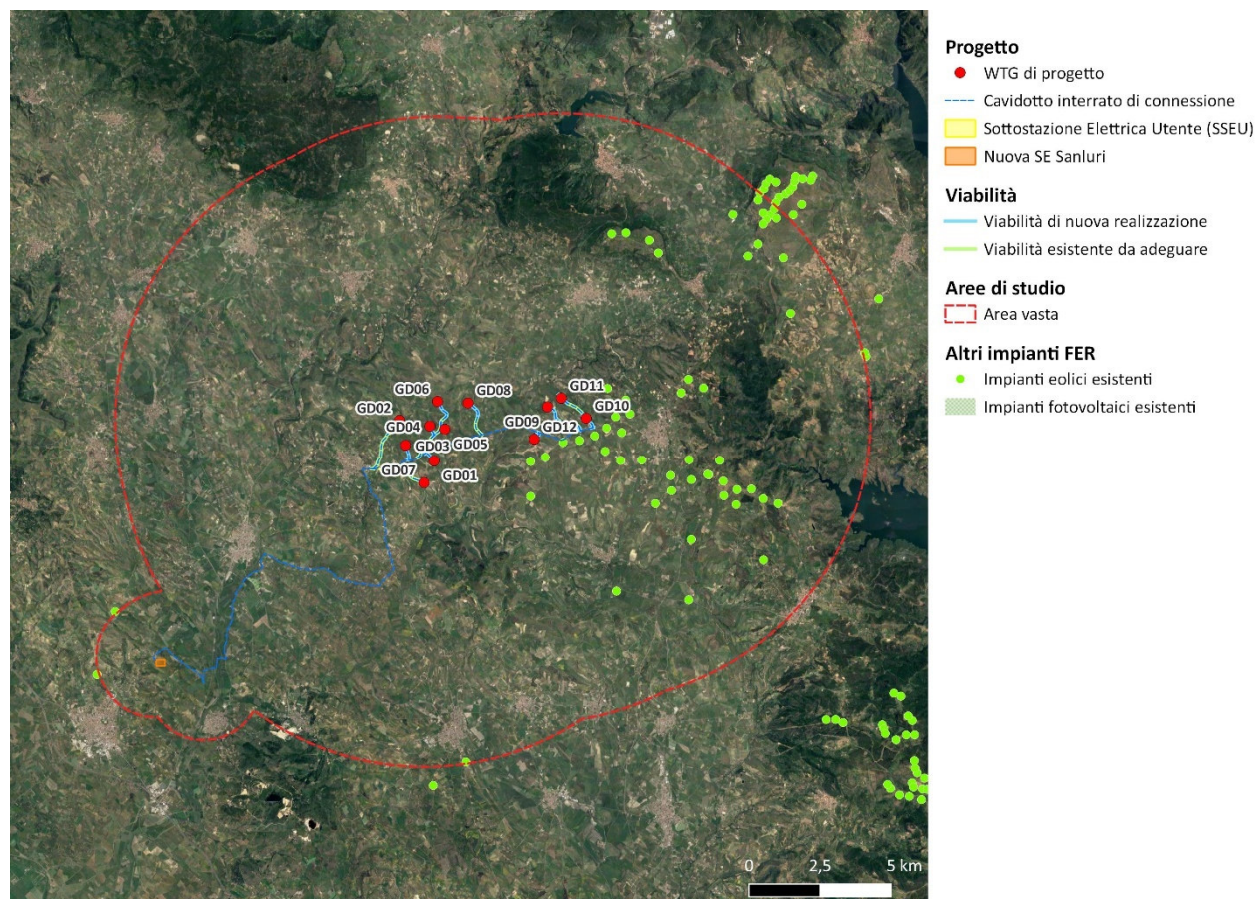 Progetto
WTG di progetto
Cavidotto interrato di connessione
Sottostazione Elettrica Utente (SSEU)
Nuova SE Sanluri
Viabilità
Viabilità di nuova realizzazione
Viabilità esistente da adeguare
Aree di studio
Area vasta
Altri impianti FER
Impianti eolici esistenti
Impianti fotovoltaici esistenti
GD06
GD08
GD11
GD02
GD10
GD04
GD09
GD12
GD03
GD05
GD07
GD01
0 2,5 5 km